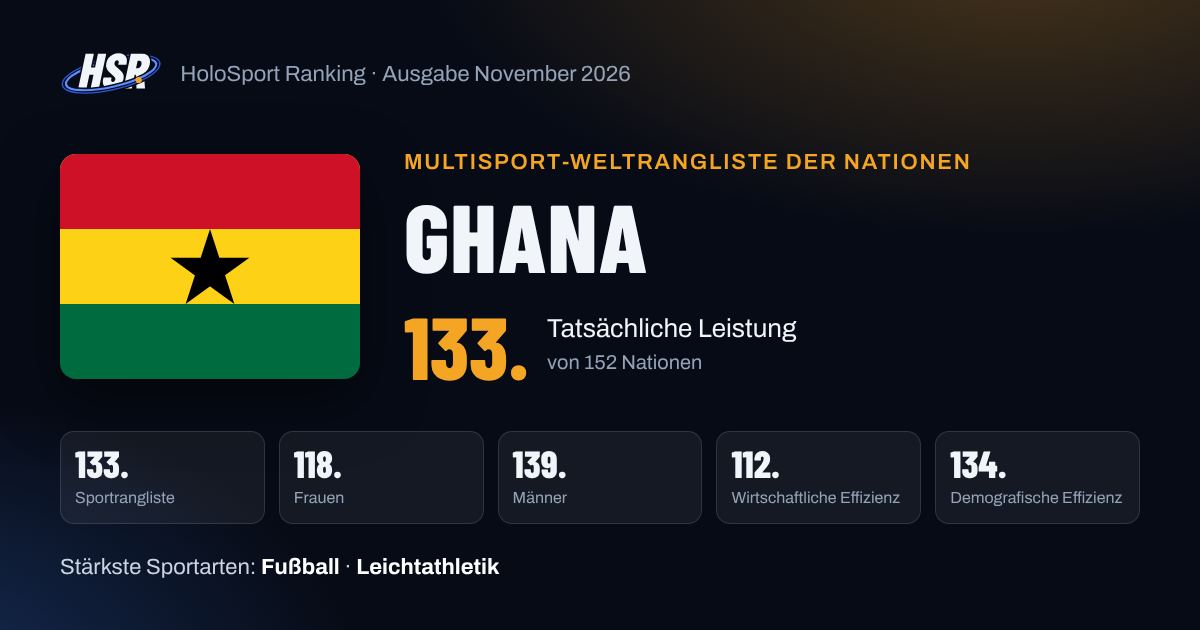 HSR HoloSport Ranking · Ausgabe November 2026
MULTISPORT-WELTRANGLISTE DER NATIONEN
GHANA
133. Tatsächliche Leistung
von 152 Nationen
133. Sportrangliste
118. Frauen
139. Männer
112. Wirtschaftliche Effizienz
134. Demografische Effizienz
Stärkste Sportarten: Fußball · Leichtathletik